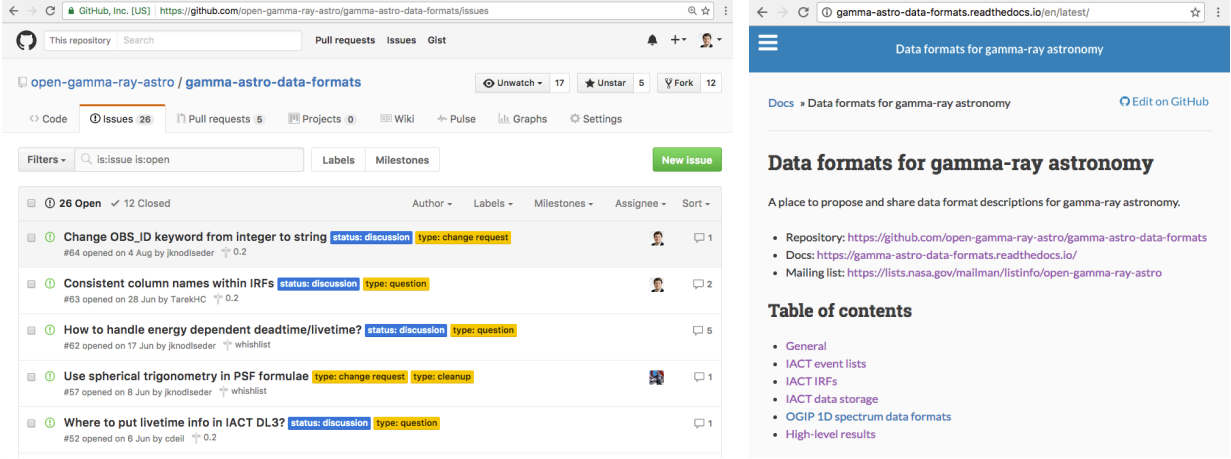 GitHub, Inc. [US] https://github.com/open-gamma-ray-astro/gamma-astro-data-formats/issues
This repository Search Pull requests Issues Gist
open-gamma-ray-astro / gamma-astro-data-formats Unwatch 17 Unstar 5 Fork 12
Code Issues 26 Pull requests 5 Projects 0 Wiki Pulse Graphs Settings
Filters is:issue is:open Labels Milestones New issue
26 Open 12 Closed Author Labels Milestones Assignee Sort
Change OBS_ID keyword from integer to string status: discussion type: change request 1
#64 opened on 4 Aug by jknodlseder 0.2
Consistent column names within IRFs status: discussion type: question 2
#63 opened on 28 Jun by TarekHC 0.2
How to handle energy dependent deadtime/livetime? status: discussion type: question 5
#62 opened on 17 Jun by jknodlseder whishlist
Use spherical trigonometry in PSF formulae type: change request type: cleanup 1
#57 opened on 8 Jun by jknodlseder whishlist
Where to put livetime info in IACT DL3? status: discussion type: question 1
#52 opened on 6 Jun by cdeil 0.2
gamma-astro-data-formats.readthedocs.io/en/latest/
Data formats for gamma-ray astronomy
Docs » Data formats for gamma-ray astronomy Edit on GitHub
Data formats for gamma-ray astronomy
A place to propose and share data format descriptions for gamma-ray astronomy.
• Repository: https://github.com/open-gamma-ray-astro/gamma-astro-data-formats
• Docs: https://gamma-astro-data-formats.readthedocs.io/
• Mailing list: https://lists.nasa.gov/mailman/listinfo/open-gamma-ray-astro
Table of contents
• General
• IACT event lists
• IACT IRFs
• IACT data storage
• OGIP 1D spectrum data formats
• High-level results